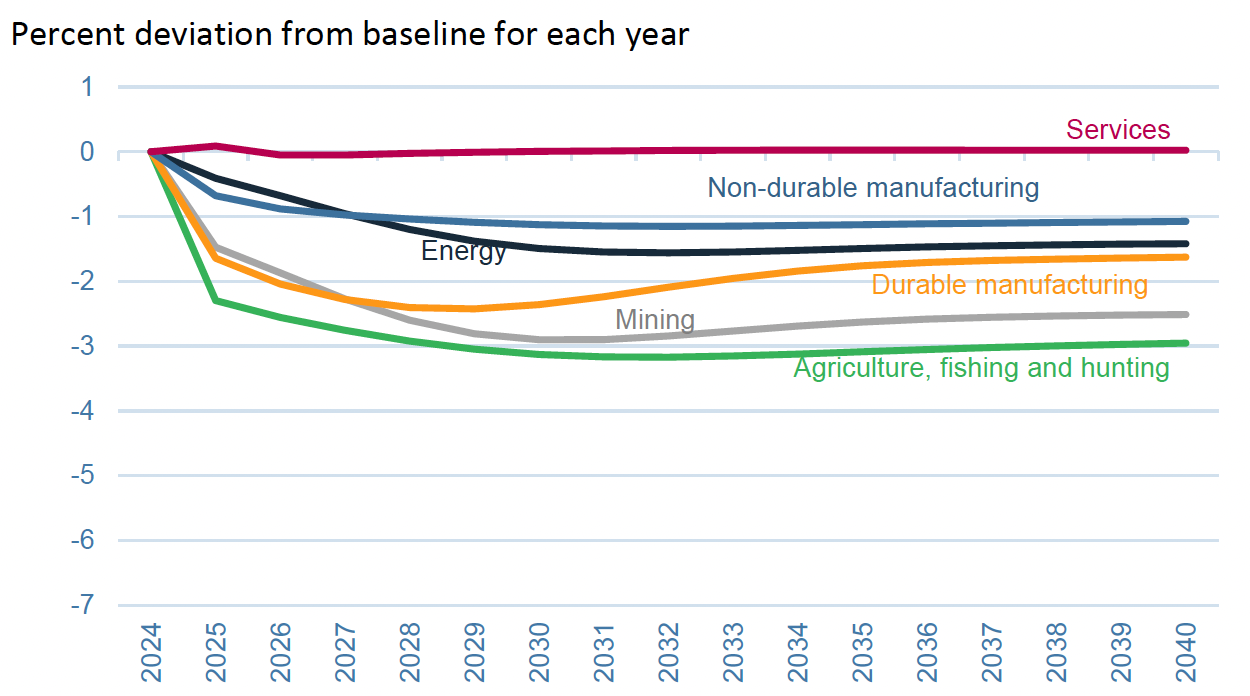 Percent deviation from baseline for each year
1
Services
0
Non-durable manufacturing
-1
Energy
-2
Durable manufacturing
Mining
-3
Agriculture, fishing and hunting
-4
-5
-6
-7
2024 2025 2026 2027 2028 2029 2030 2031 2032 2033 2034 2035 2036 2037 2038 2039 2040